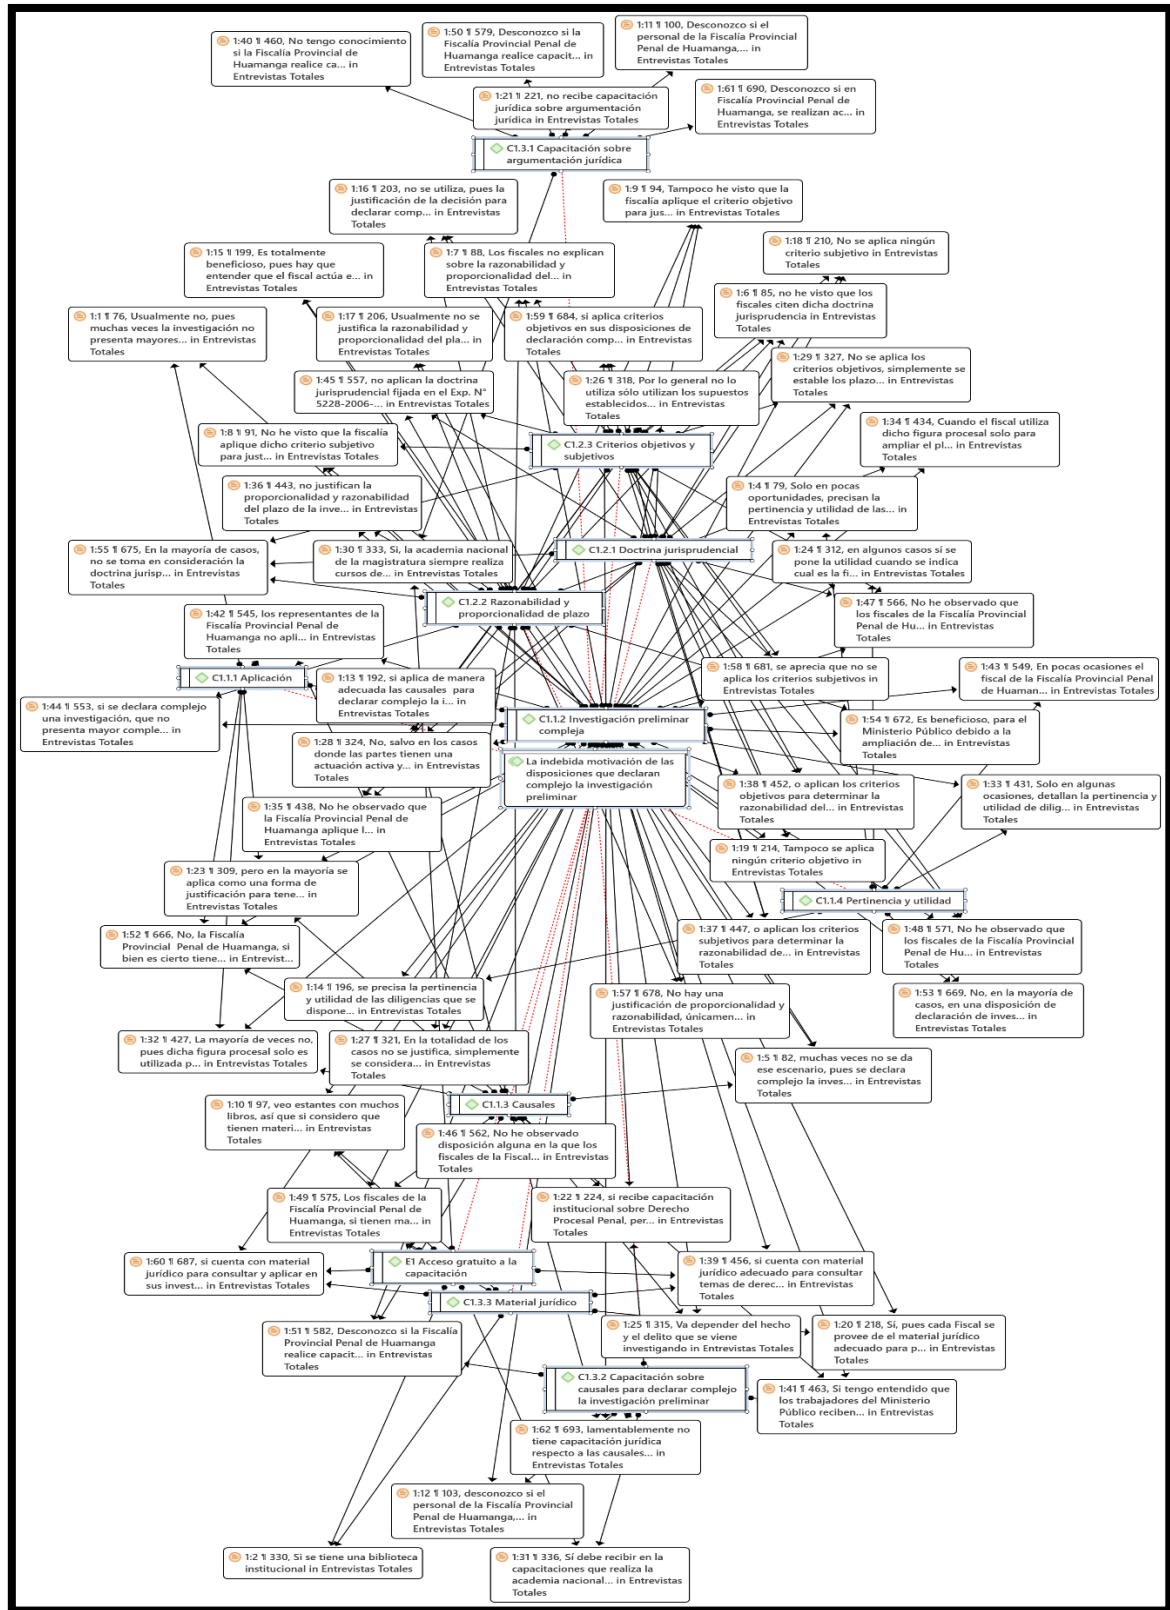 1:40 ¶ 460, No tengo conocimiento
si la Fiscalía Provincial de
Huamanga realice ca... in
Entrevistas Totales
1:50 ¶ 579, Desconozco si la
Fiscalía Provincial Penal de
Huamanga realice capacit... in
Entrevistas Totales
1:11 ¶ 100, Desconozco si el
personal de la Fiscalía Provincial
Penal de Huamanga,... in
Entrevistas Totales
1:21 ¶ 221, no recibe capacitación
jurídica sobre argumentación
jurídica in Entrevistas Totales
1:61 ¶ 690, Desconozco si en
Fiscalía Provincial Penal de
Huamanga, se realizan ac... in
Entrevistas Totales
C1.3.1 Capacitación sobre
argumentación jurídica
1:16 ¶ 203, no se utiliza, pues la
justificación de la decisión para
declarar comp... in Entrevistas
Totales
1:9 ¶ 94, Tampoco he visto que la
fiscalía aplique el criterio objetivo
para jus... in Entrevistas Totales
1:15 ¶ 199, Es totalmente
beneficioso, pues hay que
entender que el fiscal actúa e... in
Entrevistas Totales
1:7 ¶ 88, Los fiscales no explican
sobre la razonabilidad y
proporcionalidad del... in
Entrevistas Totales
1:18 ¶ 210, No se aplica ningún
criterio subjetivo in Entrevistas
Totales
1:1 ¶ 76, Usualmente no, pues
muchas veces la investigación no
presenta mayores... in Entrevistas
Totales
1:17 ¶ 206, Usualmente no se
justifica la razonabilidad y
proporcionalidad del pla... in
Entrevistas Totales
1:59 ¶ 684, si aplica criterios
objetivos en sus disposiciones de
declaración comp... in Entrevistas
Totales
1:6 ¶ 85, no he visto que los
fiscales citen dicha doctrina
jurisprudencia in Entrevistas
Totales
1:29 ¶ 327, No se aplica los
criterios objetivos, simplemente se
estable los plazo... in Entrevistas
Totales
1:45 ¶ 557, no aplican la doctrina
jurisprudencial fijada en el Exp. N°
5228-2006-... in Entrevistas
Totales
1:26 ¶ 318, Por lo general no lo
utiliza sólo utilizan los supuestos
establecidos... in Entrevistas
Totales
1:8 ¶ 91, No he visto que la fiscalía
aplique dicho criterio subjetivo
para just... in Entrevistas Totales
C1.2.3 Criterios objetivos y
subjetivos
1:34 ¶ 434, Cuando el fiscal utiliza
dicho figura procesal solo para
ampliar el pl... in Entrevistas
Totales
1:36 ¶ 443, no justifican la
proporcionalidad y razonabilidad
del plazo de la inve... in
Entrevistas Totales
1:4 ¶ 79, Solo en pocas
oportunidades, precisan la
pertinencia y utilidad de las... in
Entrevistas Totales
1:55 ¶ 675, En la mayoría de casos,
no se toma en consideración la
doctrina jurisp... in Entrevistas
Totales
1:30 ¶ 333, Si, la academia nacional
de la magistratura siempre realiza
cursos de... in Entrevistas Totales
C1.2.1 Doctrina jurisprudencial
1:24 ¶ 312, en algunos casos sí se
pone la utilidad cuando se indica
cual es la fi... in Entrevistas Totales
C1.2.2 Razonabilidad y
proporcionalidad de plazo
1:47 ¶ 566, No he observado que
los fiscales de la Fiscalía Provincial
Penal de Hu... in Entrevistas
Totales
1:42 ¶ 545, los representantes de la
Fiscalía Provincial Penal de
Huamanga no apli... in Entrevistas
Totales
C1.1.1 Aplicación
1:13 ¶ 192, si aplica de manera
adecuada las causales para
declarar complejo la i... in
Entrevistas Totales
1:58 ¶ 681, se aprecia que no se
aplica los criterios subjetivos in
Entrevistas Totales
1:43 ¶ 549, En pocas ocasiones el
fiscal de la Fiscalía Provincial Penal
de Huaman... in Entrevistas Totales
1:44 ¶ 553, si se declara complejo
una investigación, que no
presenta mayor comple... in
Entrevistas Totales
C1.1.2 Investigación preliminar
compleja
1:54 ¶ 672, Es beneficioso, para el
Ministerio Público debido a la
ampliación de... in Entrevistas
Totales
1:28 ¶ 324, No, salvo en los casos
donde las partes tienen una
actuación activa y... in Entrevistas
Totales
La indebida motivación de las
disposiciones que declaran
complejo la investigación
preliminar
1:38 ¶ 452, o aplican los criterios
objetivos para determinar la
razonabilidad del... in Entrevistas
Totales
1:33 ¶ 431, Solo en algunas
ocasiones, detallan la pertinencia y
utilidad de dilig... in Entrevistas
Totales
1:35 ¶ 438, No he observado que
la Fiscalía Provincial Penal de
Huamanga aplique l... in
Entrevistas Totales
1:19 ¶ 214, Tampoco se aplica
ningún criterio objetivo in
Entrevistas Totales
1:23 ¶ 309, pero en la mayoría se
aplica como una forma de
justificación para tene... in
Entrevistas Totales
C1.1.4 Pertinencia y utilidad
1:52 ¶ 666, No, la Fiscalía
Provincial Penal de Huamanga, si
bien es cierto tiene... in Entrevist...
Totales
1:37 ¶ 447, o aplican los criterios
subjetivos para determinar la
razonabilidad de... in Entrevistas
Totales
1:48 ¶ 571, No he observado que
los fiscales de la Fiscalía Provincial
Penal de Hu... in Entrevistas
Totales
1:14 ¶ 196, se precisa la pertinencia
y utilidad de las diligencias que se
dispone... in Entrevistas Totales
1:57 ¶ 678, No hay una
justificación de proporcionalidad y
razonabilidad, únicamen... in
Entrevistas Totales
1:53 ¶ 669, No, en la mayoría de
casos, en una disposición de
declaración de inves... in
Entrevistas Totales
1:32 ¶ 427, La mayoría de veces no,
pues dicha figura procesal solo es
utilizada p... in Entrevistas Totales
1:27 ¶ 321, En la totalidad de los
casos no se justifica, simplemente
se considera... in Entrevistas
Totales
1:5 ¶ 82, muchas veces no se da
ese escenario, pues se declara
complejo la inves... in Entrevistas
Totales
1:10 ¶ 97, veo estantes con muchos
libros, así que si considero que
tienen materi... in Entrevistas
Totales
C1.1.3 Causales
1:46 ¶ 562, No he observado
disposición alguna en la que los
fiscales de la Fiscal... in Entrevistas
Totales
1:49 ¶ 575, Los fiscales de la
Fiscalía Provincial Penal de
Huamanga, si tienen ma... in
Entrevistas Totales
1:22 ¶ 224, si recibe capacitación
institucional sobre Derecho
Procesal Penal, per... in Entrevistas
Totales
1:60 ¶ 687, si cuenta con material
jurídico para consultar y aplicar en
sus invest... in Entrevistas Totales
E1 Acceso gratuito a la
capacitación
1:39 ¶ 456, si cuenta con material
jurídico adecuado para consultar
temas de derec... in Entrevistas
Totales
C1.3.3 Material jurídico
1:51 ¶ 582, Desconozco si la Fiscalía
Provincial Penal de Huamanga
realice capacit... in Entrevistas
Totales
1:25 ¶ 315, Va depender del hecho
y el delito que se viene
investigando in Entrevistas Totales
1:20 ¶ 218, Sí, pues cada Fiscal se
provee de el material jurídico
adecuado para p... in Entrevistas
Totales
C1.3.2 Capacitación sobre
causales para declarar complejo
la investigación preliminar
1:41 ¶ 463, Si tengo entendido que
los trabajadores del Ministerio
Público reciben... in Entrevistas
Totales
1:62 ¶ 693, lamentablemente no
tiene capacitación jurídica
respecto a las causales... in
Entrevistas Totales
1:12 ¶ 103, desconozco si el
personal de la Fiscalía Provincial
Penal de Huamanga,... in
Entrevistas Totales
1:2 ¶ 330, Si se tiene una biblioteca
institucional in Entrevistas Totales
1:31 ¶ 336, Sí debe recibir en la
capacitaciones que realiza la
academia nacional... in Entrevistas
Totales